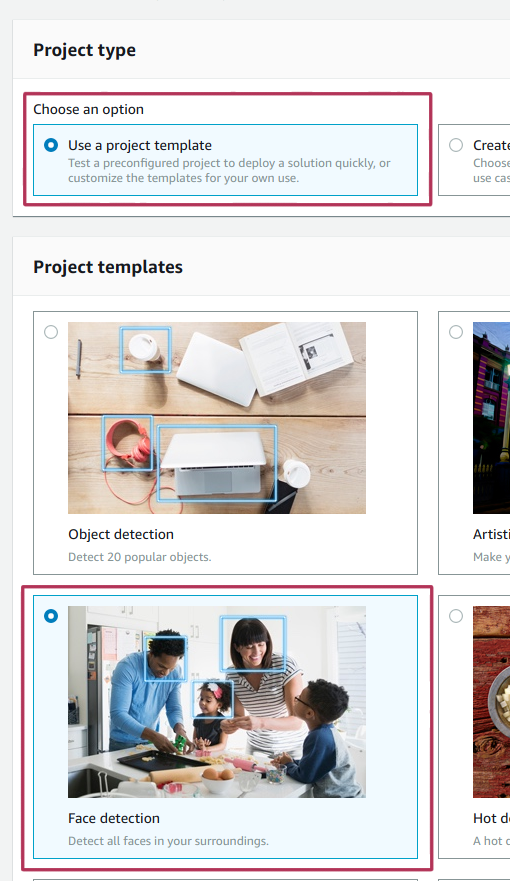 Project type
Choose an option
Use a project template
Test a preconfigured project to deploy a solution quickly, or
customize the templates for your own use.
Create
Choose
use cas
Project templates
Object detection
Detect 20 popular objects.
Artisti
Make y
Face detection
Detect all faces in your surroundings.
Hot d
A hot d